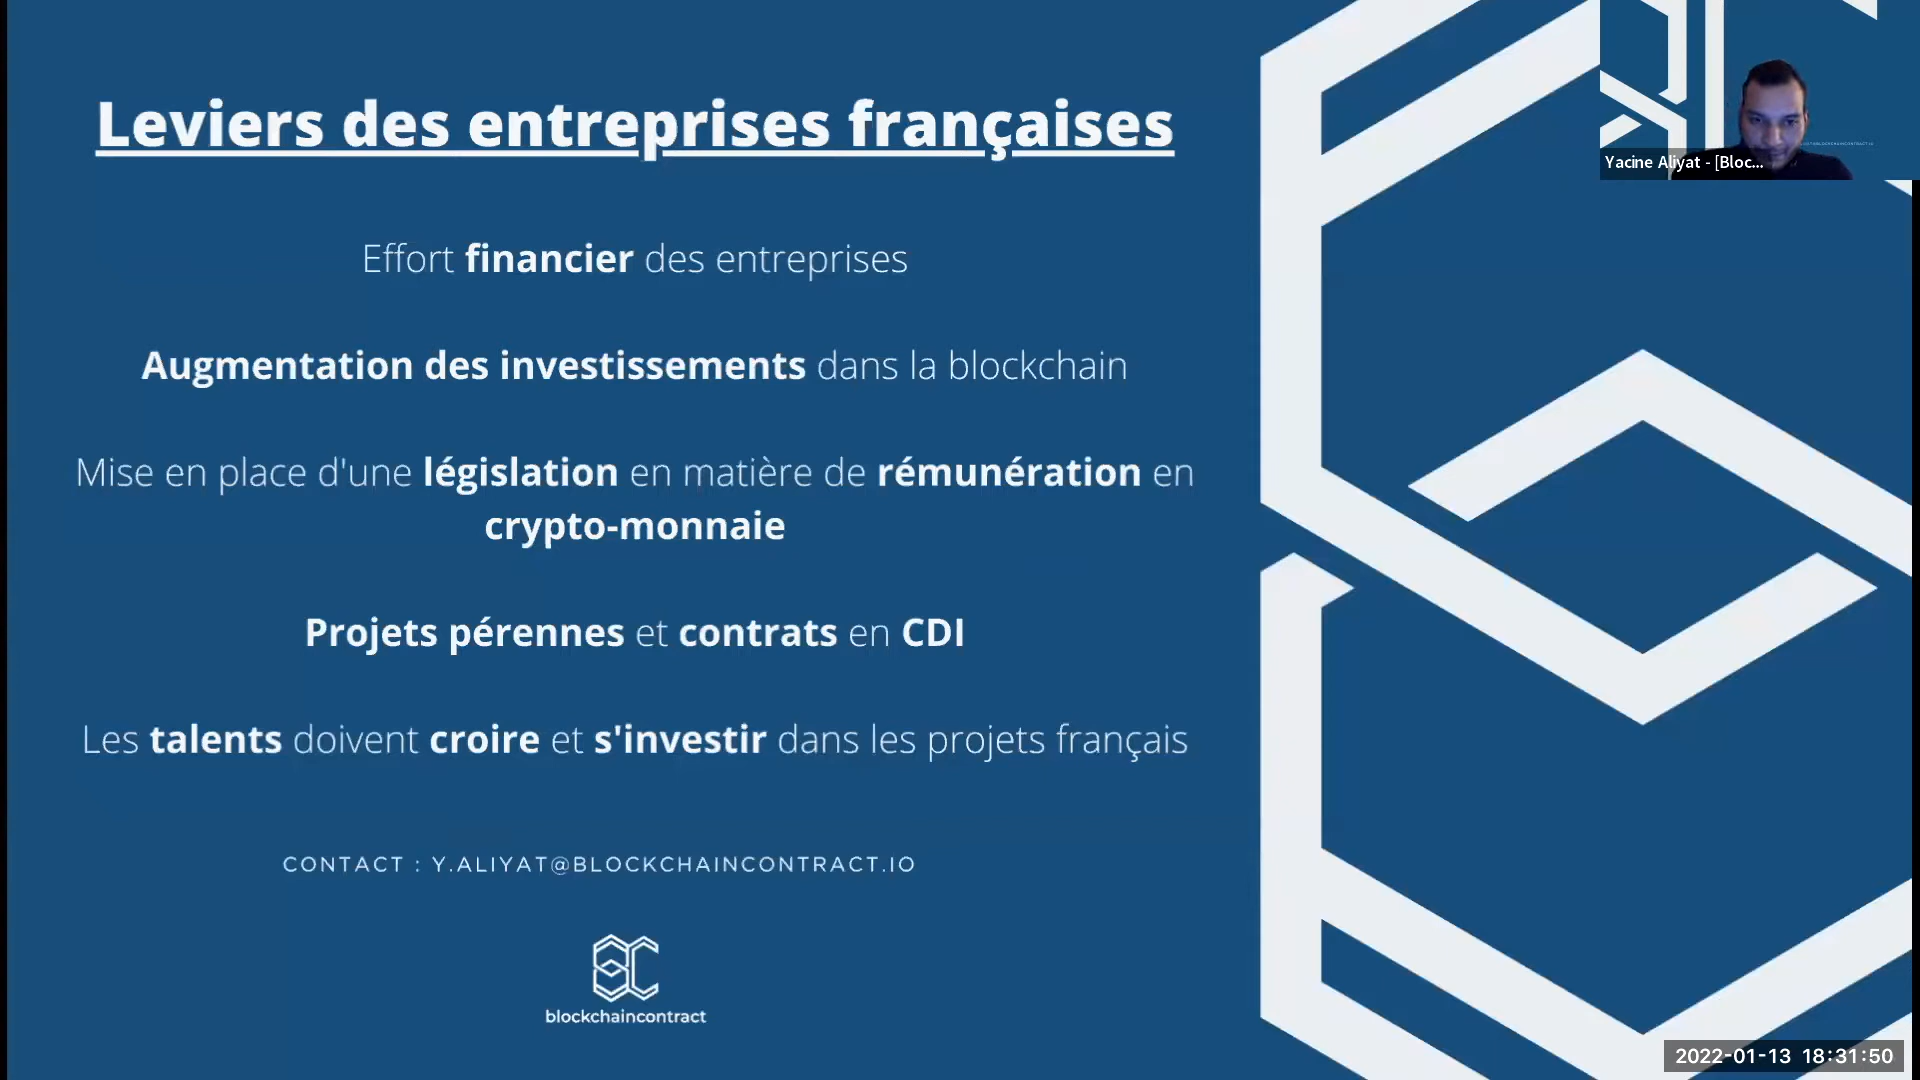 Leviers des entreprises françaises
Yacine Aliyat - [Bloc...
Effort financier des entreprises
Augmentation des investissements dans la blockchain
Mise en place d'une législation en matière de rémunération en
crypto-monnaie
Projets pérennes et contrats en CDI
Les talents doivent croire et s'investir dans les projets français
CONTACT : Y.ALIYAT@BLOCKCHAINCONTRACT.IO
blockchaincontract
2022-01-13 18:31:50